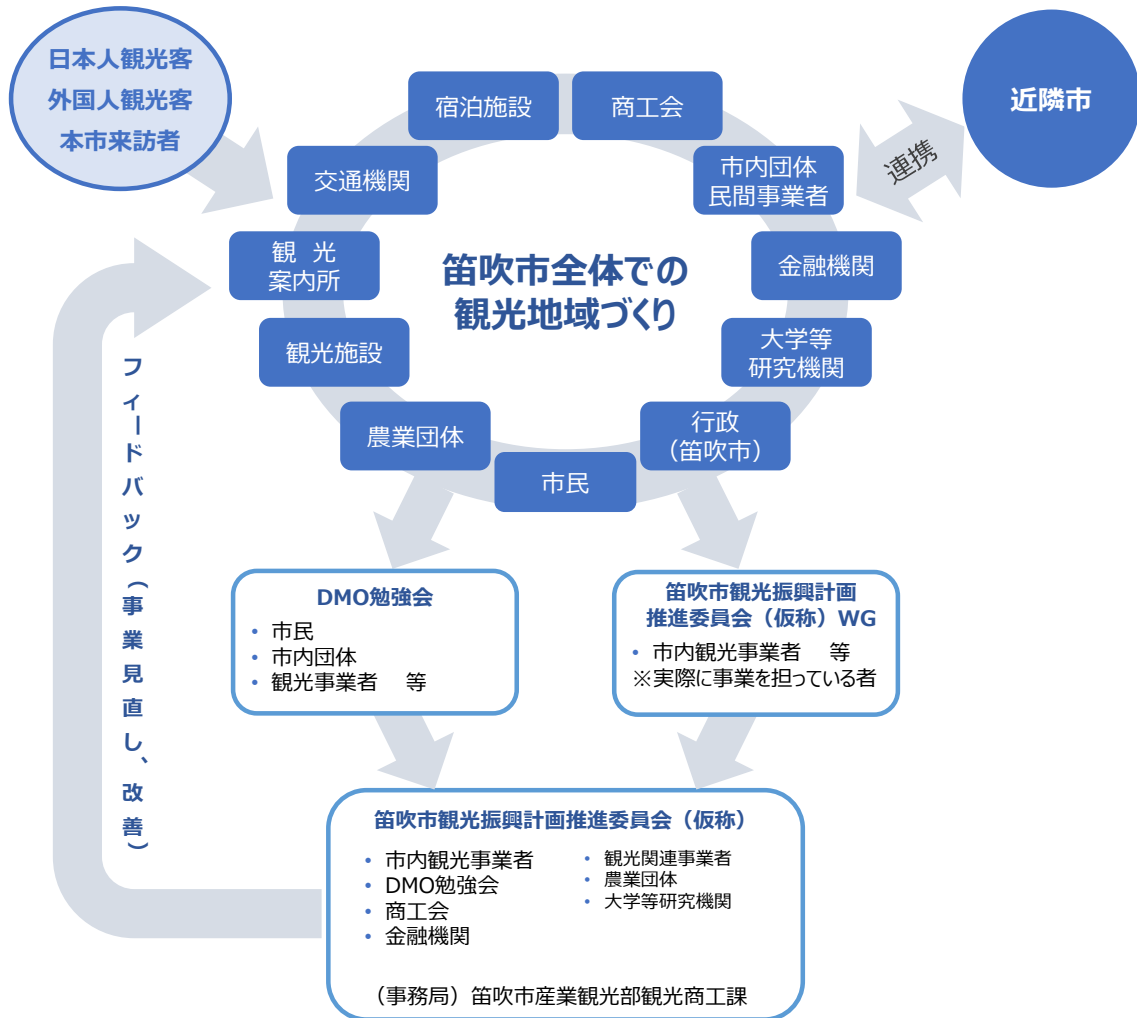 日本人観光客
外国人観光客
本市来訪者
近隣市
連携
宿泊施設
商工会
交通機関
市内団体
民間事業者
観 光
案内所
笛吹市全体での
観光地域づくり
金融機関
観光施設
大学等
研究機関
農業団体
行政
（笛吹市）
市民
フィードバック（事業見直し、改善）
DMO勉強会
• 市民
• 市内団体
• 観光事業者 等
笛吹市観光振興計画
推進委員会（仮称）WG
• 市内観光事業者 等
※実際に事業を担っている者
笛吹市観光振興計画推進委員会（仮称）
• 市内観光事業者
• DMO勉強会
• 商工会
• 金融機関
• 観光関連事業者
• 農業団体
• 大学等研究機関
（事務局）笛吹市産業観光部観光商工課